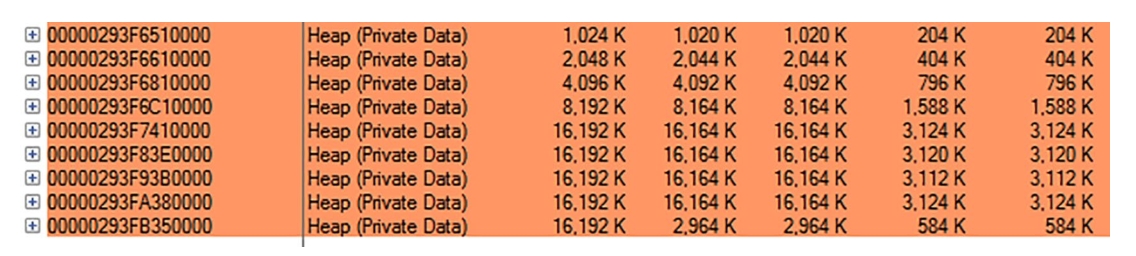 00000293F6510000 Heap (Private Data) 1,024 K 1,020 K 1,020 K 204 K 204 K
00000293F6610000 Heap (Private Data) 2,048 K 2,044 K 2,044 K 404 K 404 K
00000293F6810000 Heap (Private Data) 4,096 K 4,092 K 4,092 K 796 K 796 K
00000293F6C10000 Heap (Private Data) 8,192 K 8,164 K 8,164 K 1,588 K 1,588 K
00000293F7410000 Heap (Private Data) 16,192 K 16,164 K 16,164 K 3,124 K 3,124 K
00000293F83E0000 Heap (Private Data) 16,192 K 16,164 K 16,164 K 3,120 K 3,120 K
00000293F93B0000 Heap (Private Data) 16,192 K 16,164 K 16,164 K 3,112 K 3,112 K
00000293FA380000 Heap (Private Data) 16,192 K 16,164 K 16,164 K 3,124 K 3,124 K
00000293FB350000 Heap (Private Data) 16,192 K 2,964 K 2,964 K 584 K 584 K